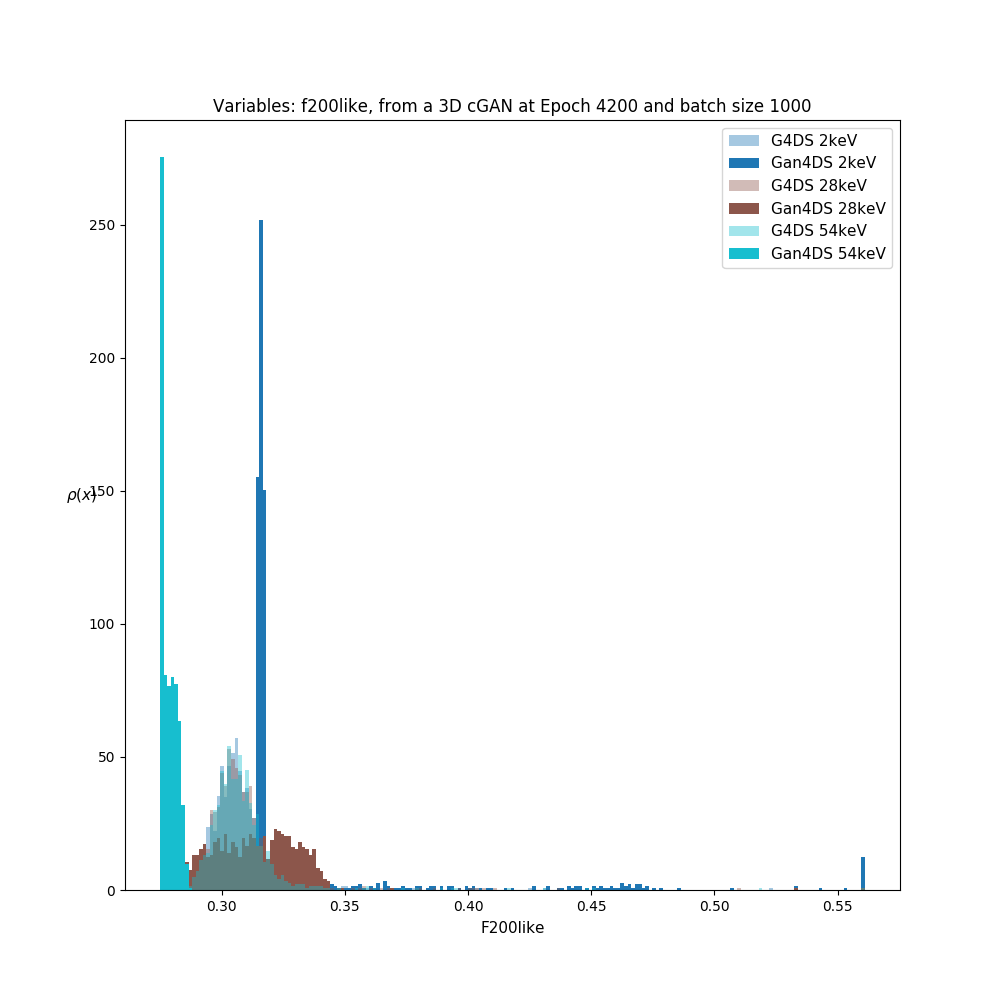 Variables: f200like, from a 3D cGAN at Epoch 4200 and batch size 1000
G4DS 2keV
Gan4DS 2keV
G4DS 28keV
Gan4DS 28keV
G4DS 54keV
Gan4DS 54keV
250
200
ρ(x)
150
100
50
0
0.30 0.35 0.40 0.45 0.50 0.55
F200like